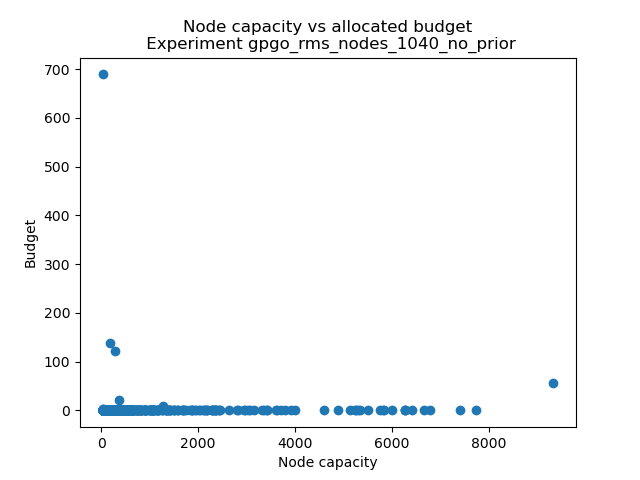 Node capacity vs allocated budget
Experiment gpgo_rms_nodes_1040_no_prior
700
600
500
400
300
200
100
0
Budget
0 2000 4000 6000 8000
Node capacity